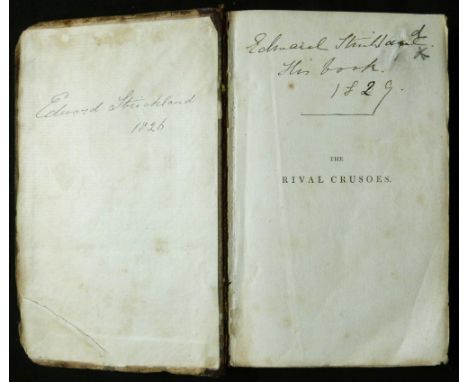 Edward Strickland
1826
Edward Strickland
His book.
1829.
THE
RIVAL CRUSOES.